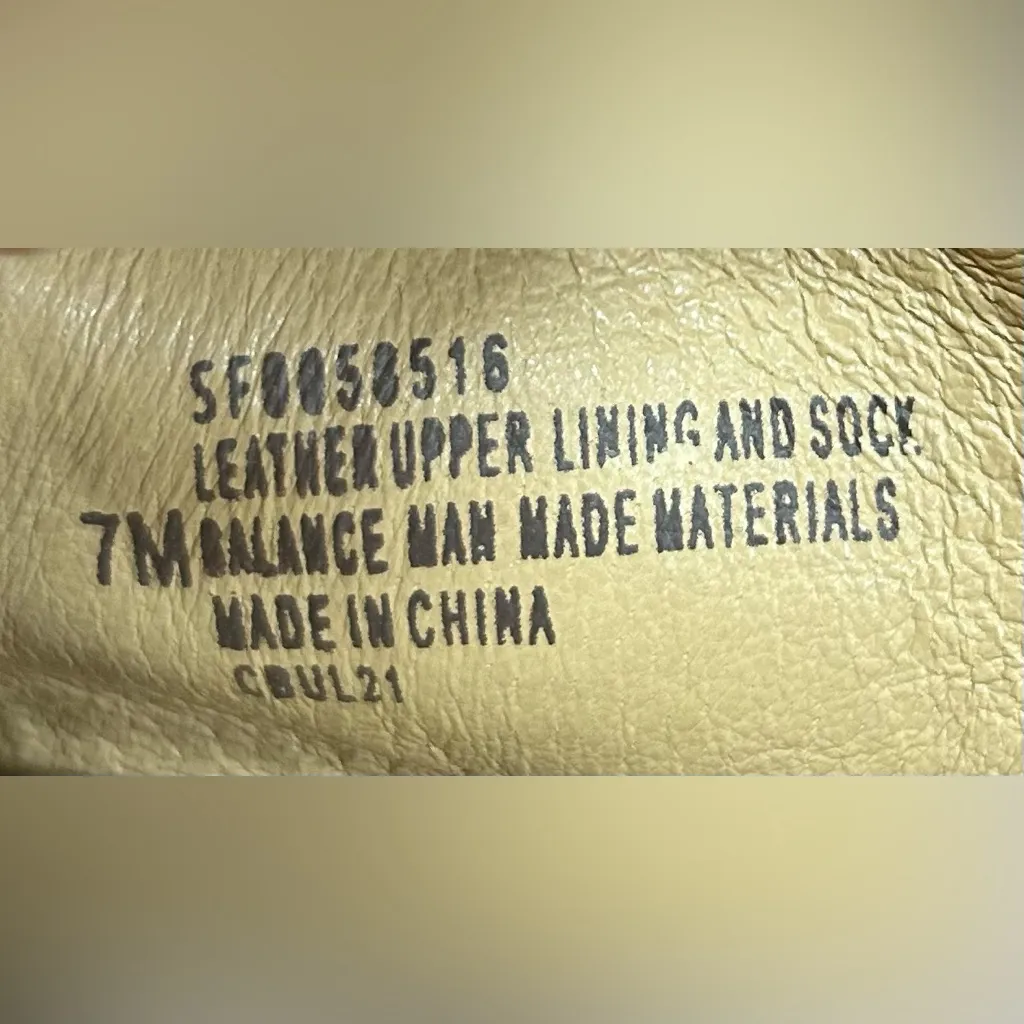 SF0050516
LEATHER UPPER LINING AND SOCK
7M BALANCE MAN MADE MATERIALS
MADE IN CHINA
CBUL21